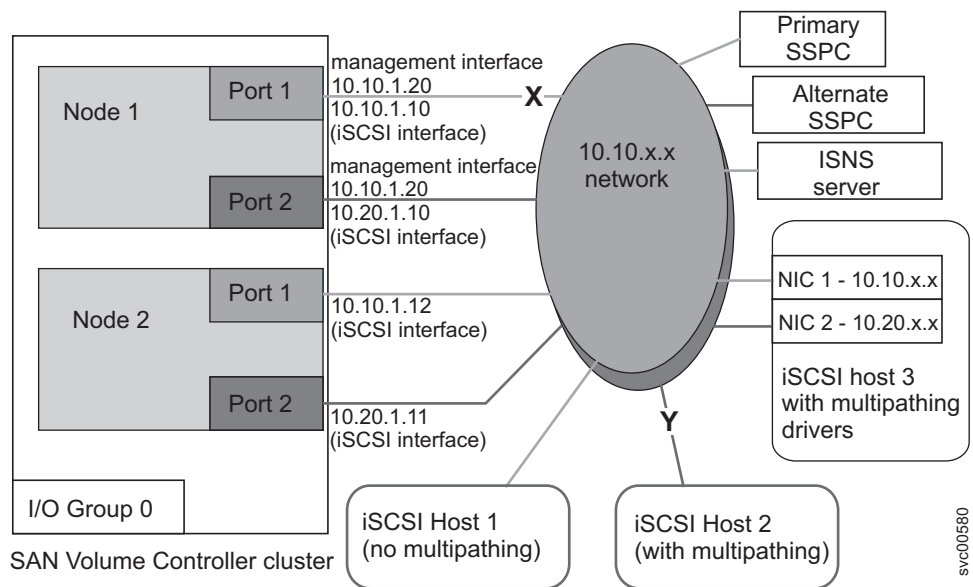 Node 1
Port 1
Port 2
management interface
10.10.1.20
10.10.1.10
(iSCSI interface)
X
management interface
10.10.1.20
10.20.1.10
(iSCSI interface)
Node 2
Port 1
Port 2
10.10.1.12
(iSCSI interface)
10.20.1.11
(iSCSI interface)
I/O Group 0
SAN Volume Controller cluster
10.10.x.x
network
Primary
SSPC
Alternate
SSPC
ISNS
server
NIC 1 - 10.10.x.x
NIC 2 - 10.20.x.x
iSCSI host 3
with multipathing
drivers
Y
iSCSI Host 1
(no multipathing)
iSCSI Host 2
(with multipathing)
svc00580